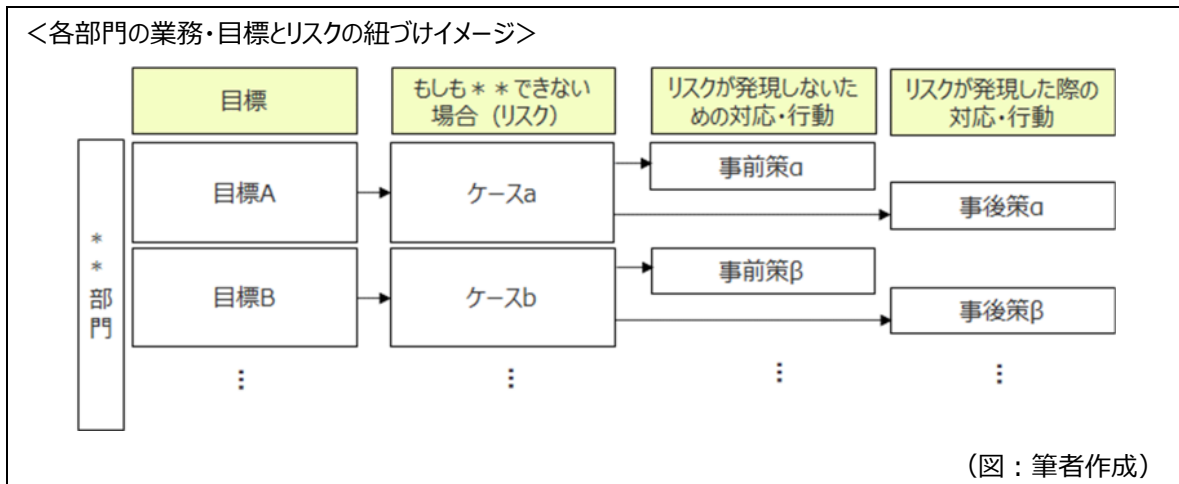 ＜各部門の業務・目標とリスクの紐づけイメージ＞
目標
もしも＊＊できない
場合（リスク）
リスクが発現しないた
めの対応・行動
リスクが発現した際の
対応・行動
＊＊部門
目標A
ケースa
事前策α
事後策α
目標B
ケースb
事前策β
事後策β
⋮
⋮
⋮
⋮
（図：筆者作成）